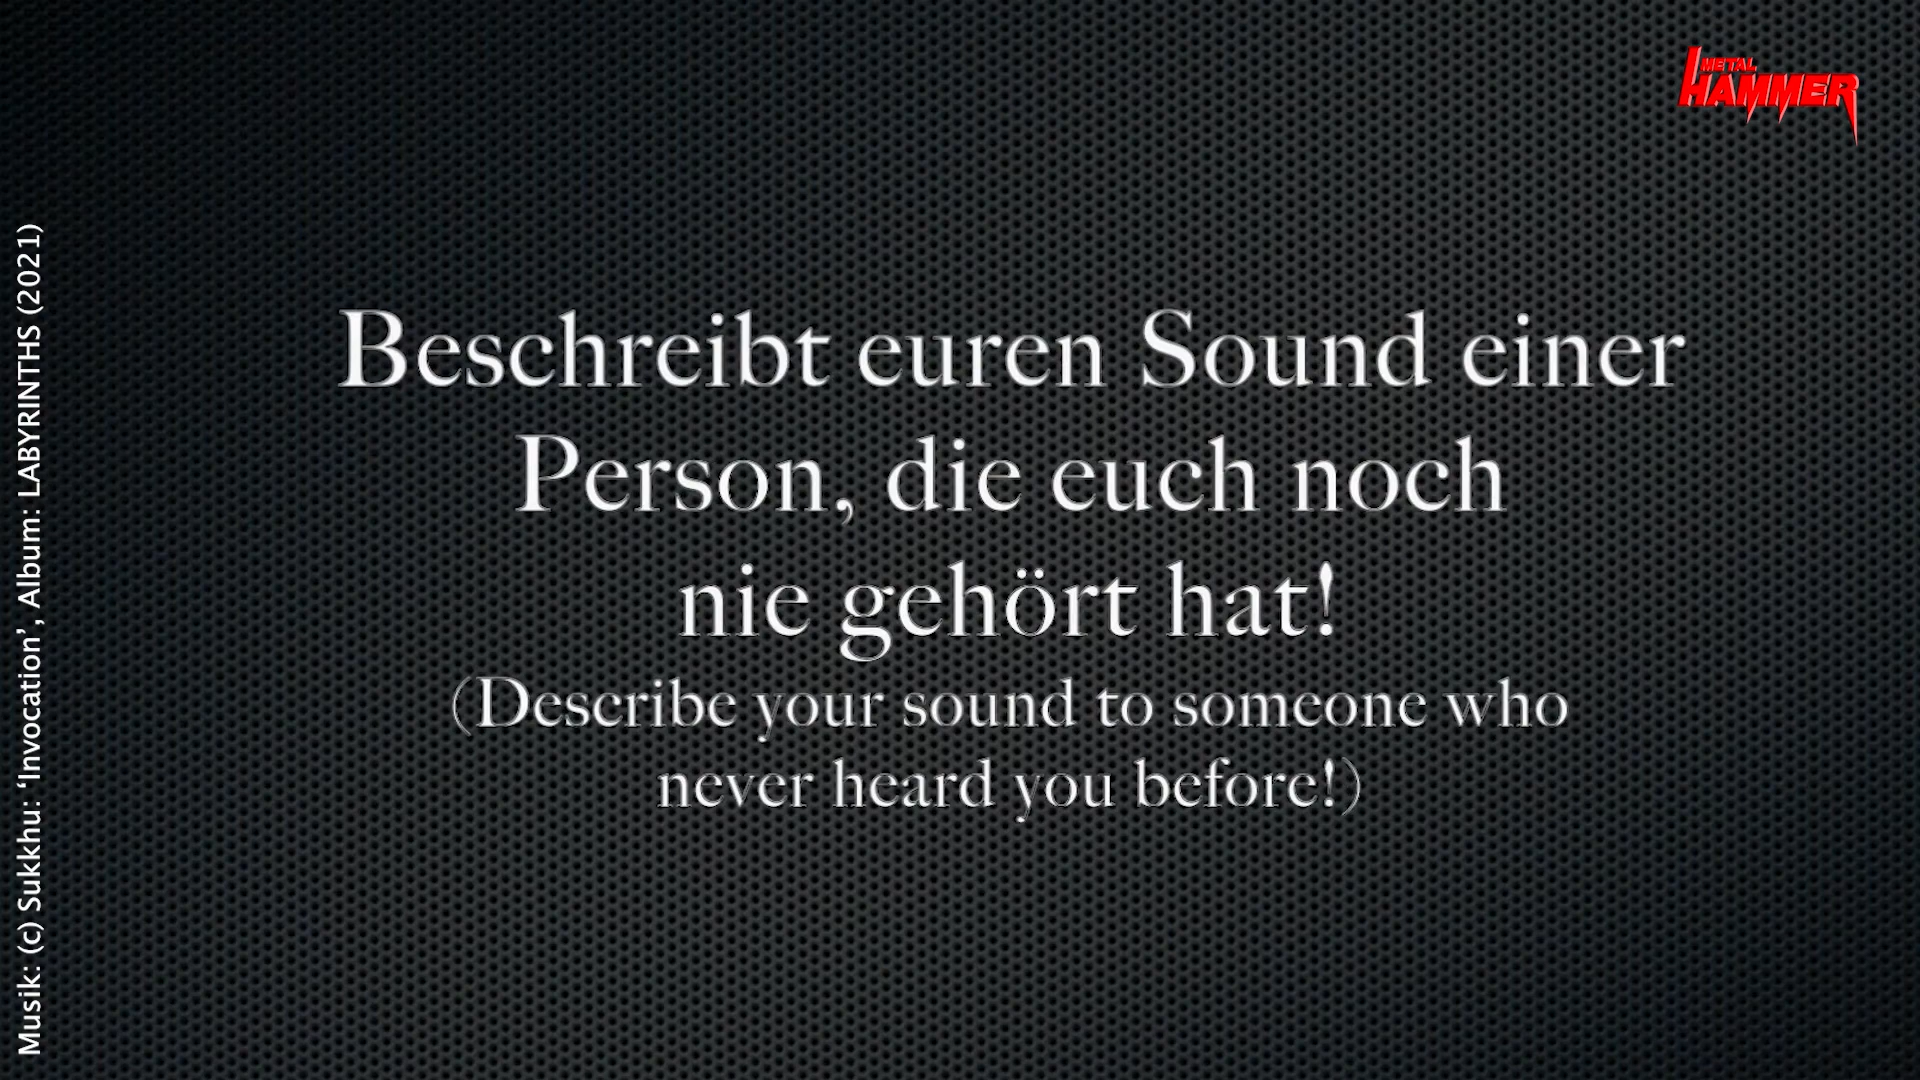 METAL
HAMMER
Beschreibt euren Sound einer
Person, die euch noch
nie gehört hat!
(Describe your sound to someone who
never heard you before!)
Musik: (c) Sukkhu: ‘Invocation’, Album: LABYRINTHS (2021)